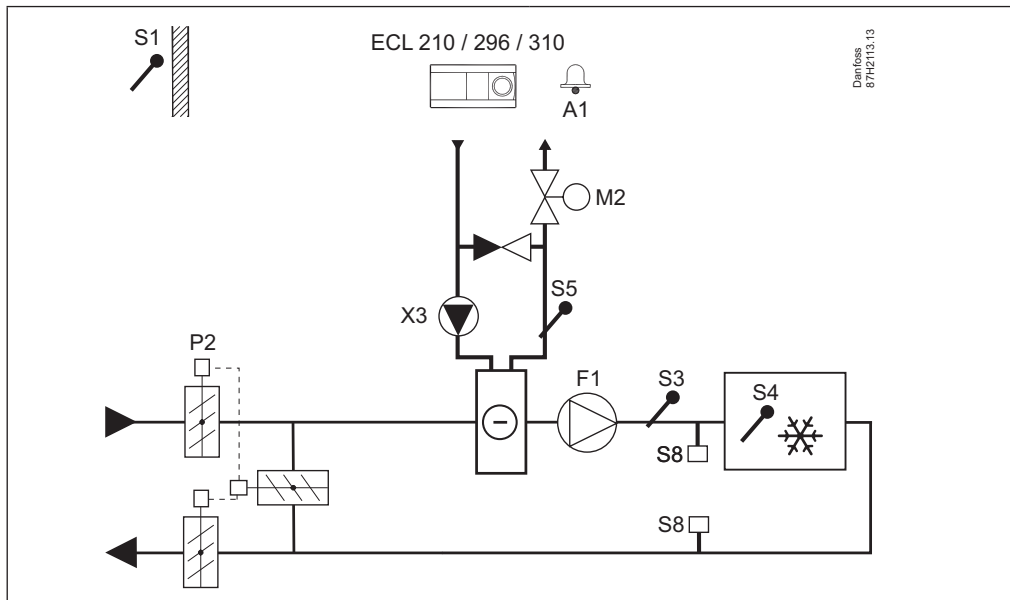 S1
ECL 210 / 296 / 310
A1
Danfoss
87H2113.13
M2
S5
X3
P2
F1
S3
S4
S8
S8